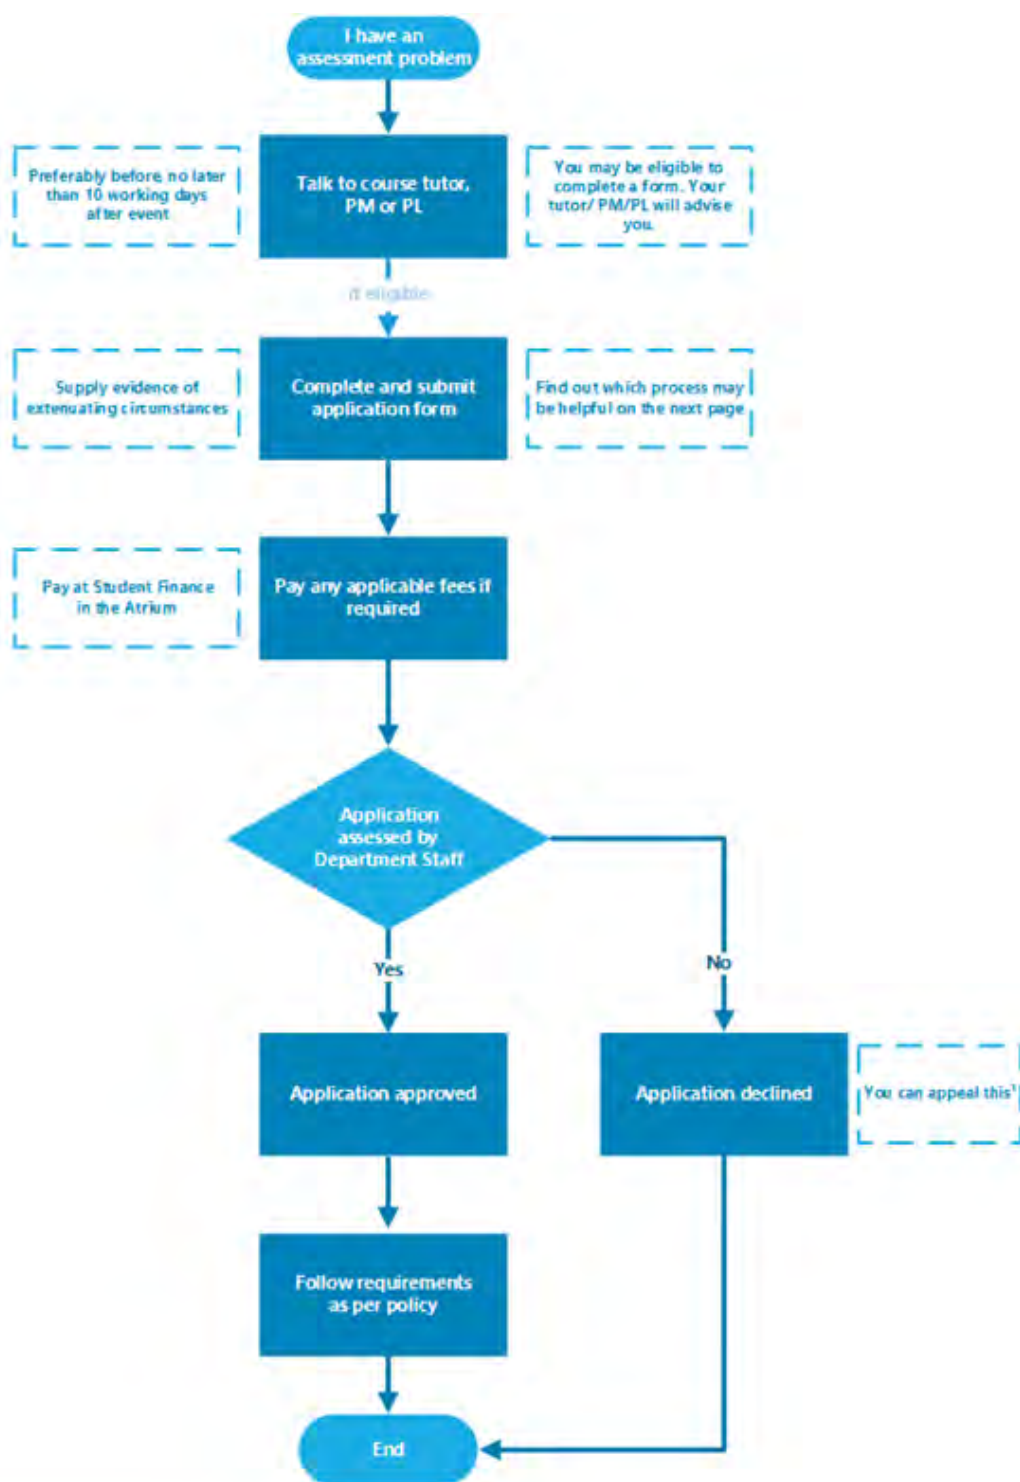 I have an
assessment problem
Preferably before, no later
than 10 working days
after event
Talk to course tutor,
PM or PL
You may be eligible to
complete a form. Your
tutor/ PM/PL will advise
you.
if eligible
Supply evidence of
extenuating circumstances
Complete and submit
application form
Find out which process may
be helpful on the next page
Pay at Student Finance
in the Atrium
Pay any applicable fees if
required
Application
assessed by
Department Staff
Yes
No
Application approved
Application declined
You can appeal this¹
Follow requirements
as per policy
End